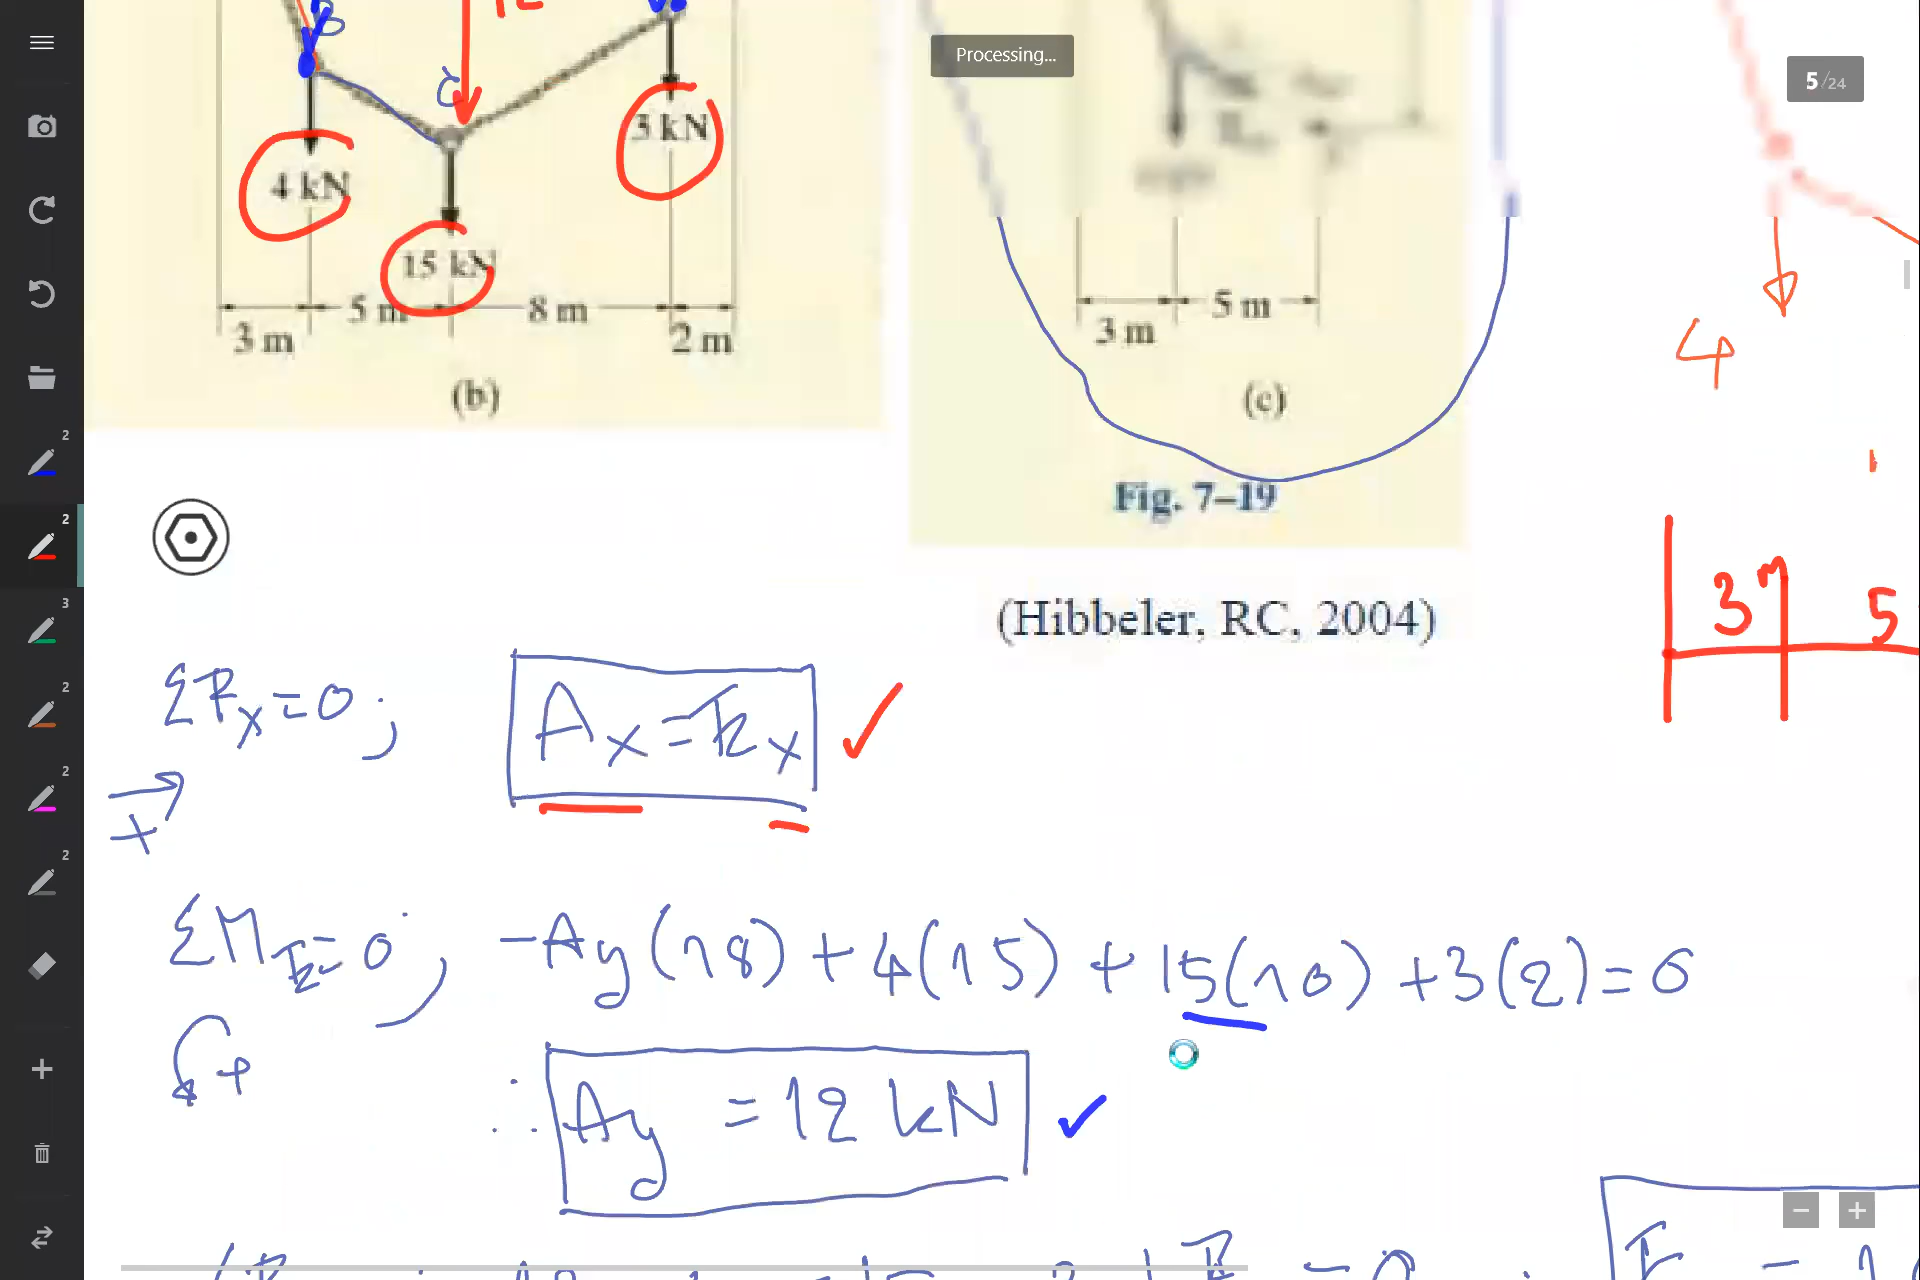 Processing...
5/24
B
C
4 kN
15 kN
3 kN
3 m
5 m
8 m
2 m
(b)
3 m
5 m
(c)
Fig. 7–19
(Hibbeler, RC, 2004)
4
3m 5
ΣFx=0; Ax=Ex
+
ΣME=0, -Ay(18)+4(15)+15(10)+3(2)=0
+
∴ Ay = 12 kN
2
2
3
2
2
2